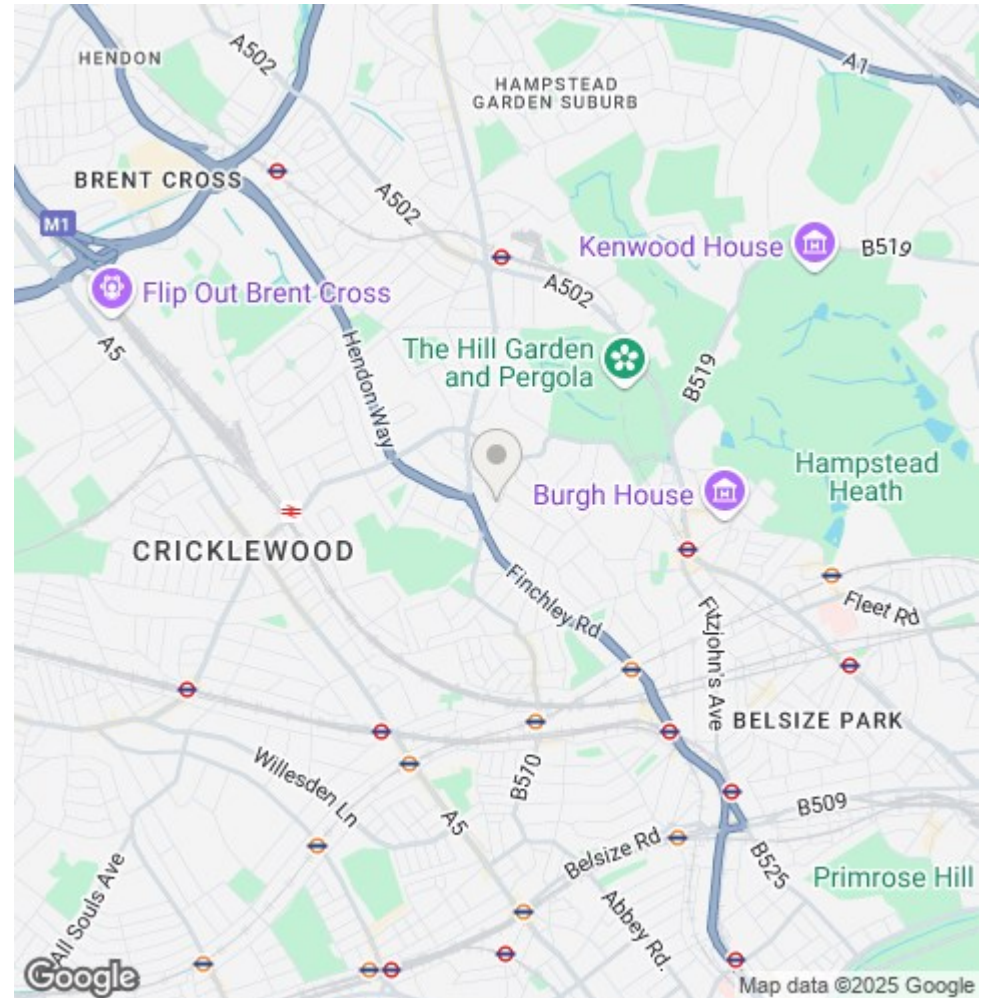 HENDON
A502
HAMPSTEAD
GARDEN SUBURB
A1
BRENT CROSS
A502
M1
Kenwood House
B519
Flip Out Brent Cross
A502
A5
Hendon Way
The Hill Garden
and Pergola
B519
Burgh House
Hampstead
Heath
CRICKLEWOOD
Finchley Rd
Fitzjohn's Ave
Fleet Rd
BELSIZE PARK
Willesden Ln
B510
A5
B509
Belsize Rd
B525
Primrose Hill
All Souls Ave
Abbey Rd.
Google
Map data ©2025 Google